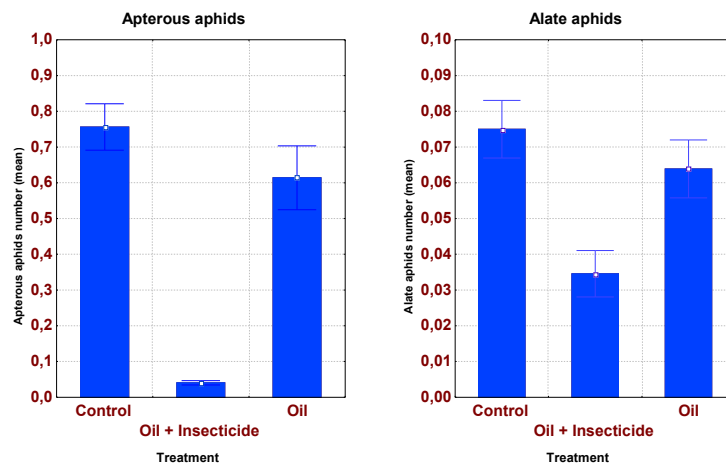 Apterous aphids
Apterous aphids number (mean)
1,0
0,9
0,8
0,7
0,6
0,5
0,4
0,3
0,2
0,1
0,0
Control
Oil
Oil + Insecticide
Treatment
Alate aphids
Alate aphids number (mean)
0,10
0,09
0,08
0,07
0,06
0,05
0,04
0,03
0,02
0,01
0,00
Control
Oil
Oil + Insecticide
Treatment